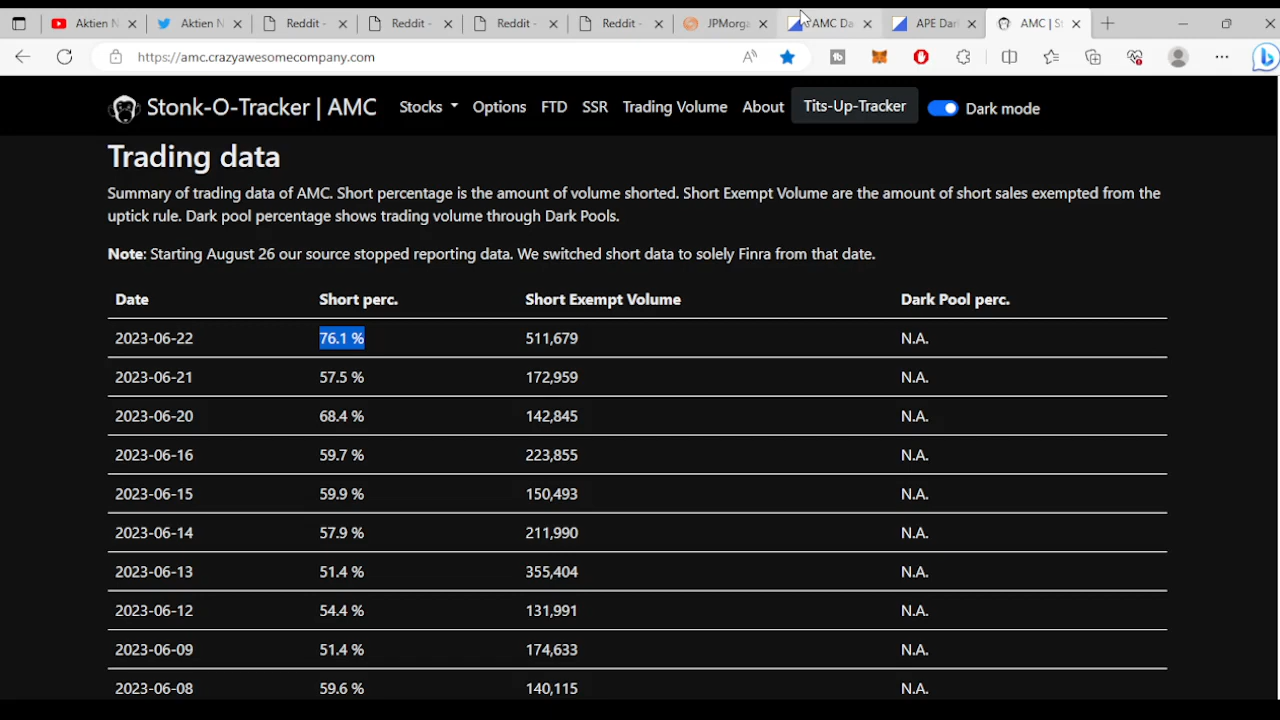 Aktien N
Aktien N
Reddit -
Reddit -
Reddit -
Reddit -
JPMorga
AMC Da
APE Dar
AMC | St
https://amc.crazyawesomecompany.com
Stonk-O-Tracker | AMC
Stocks
Options
FTD
SSR
Trading Volume
About
Tits-Up-Tracker
Dark mode
Trading data
Summary of trading data of AMC. Short percentage is the amount of volume shorted. Short Exempt Volume are the amount of short sales exempted from the
uptick rule. Dark pool percentage shows trading volume through Dark Pools.
Note: Starting August 26 our source stopped reporting data. We switched short data to solely Finra from that date.
Date Short perc. Short Exempt Volume Dark Pool perc.
2023-06-22 76.1 % 511,679 N.A.
2023-06-21 57.5 % 172,959 N.A.
2023-06-20 68.4 % 142,845 N.A.
2023-06-16 59.7 % 223,855 N.A.
2023-06-15 59.9 % 150,493 N.A.
2023-06-14 57.9 % 211,990 N.A.
2023-06-13 51.4 % 355,404 N.A.
2023-06-12 54.4 % 131,991 N.A.
2023-06-09 51.4 % 174,633 N.A.
2023-06-08 59.6 % 140,115 N.A.